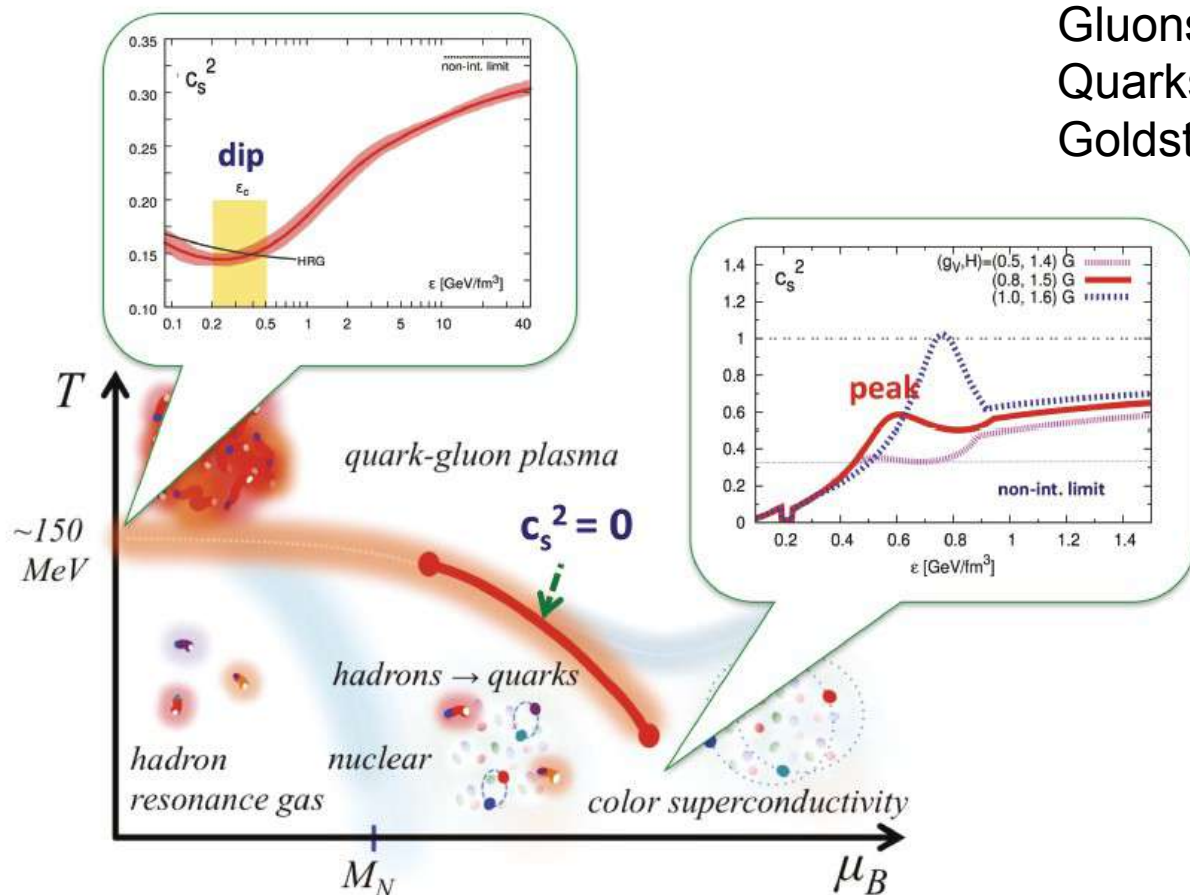 Gluons
Quarks
Goldst
0.35
0.30
0.25
0.20
0.15
0.10
c_s^2
non-int. limit
dip
ε_c
HRG
ε [GeV/fm³]
0.1 0.2 0.5 1 2 5 10 20 40
1.4
1.2
1
0.8
0.6
0.4
0.2
0
c_s^2
(g_V,H)=(0.5, 1.4) G
(0.8, 1.5) G
(1.0, 1.6) G
peak
non-int. limit
0.2 0.4 0.6 0.8 1 1.2 1.4
ε [GeV/fm³]
T
quark-gluon plasma
c_s^2 = 0
~150
MeV
hadrons → quarks
hadron
resonance gas
nuclear
color superconductivity
M_N
μ_B